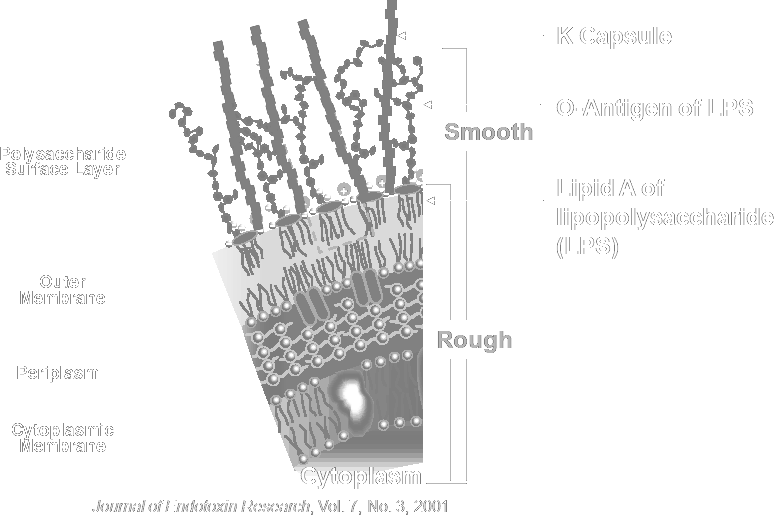 K Capsule
O-Antigen of LPS
Smooth
Polysaccharide
Surface Layer
Lipid A of
lipopolysaccharide
(LPS)
Outer
Membrane
Rough
Periplasm
Cytoplasmic
Membrane
Cytoplasm
Journal of Endotoxin Research, Vol. 7, No. 3, 2001